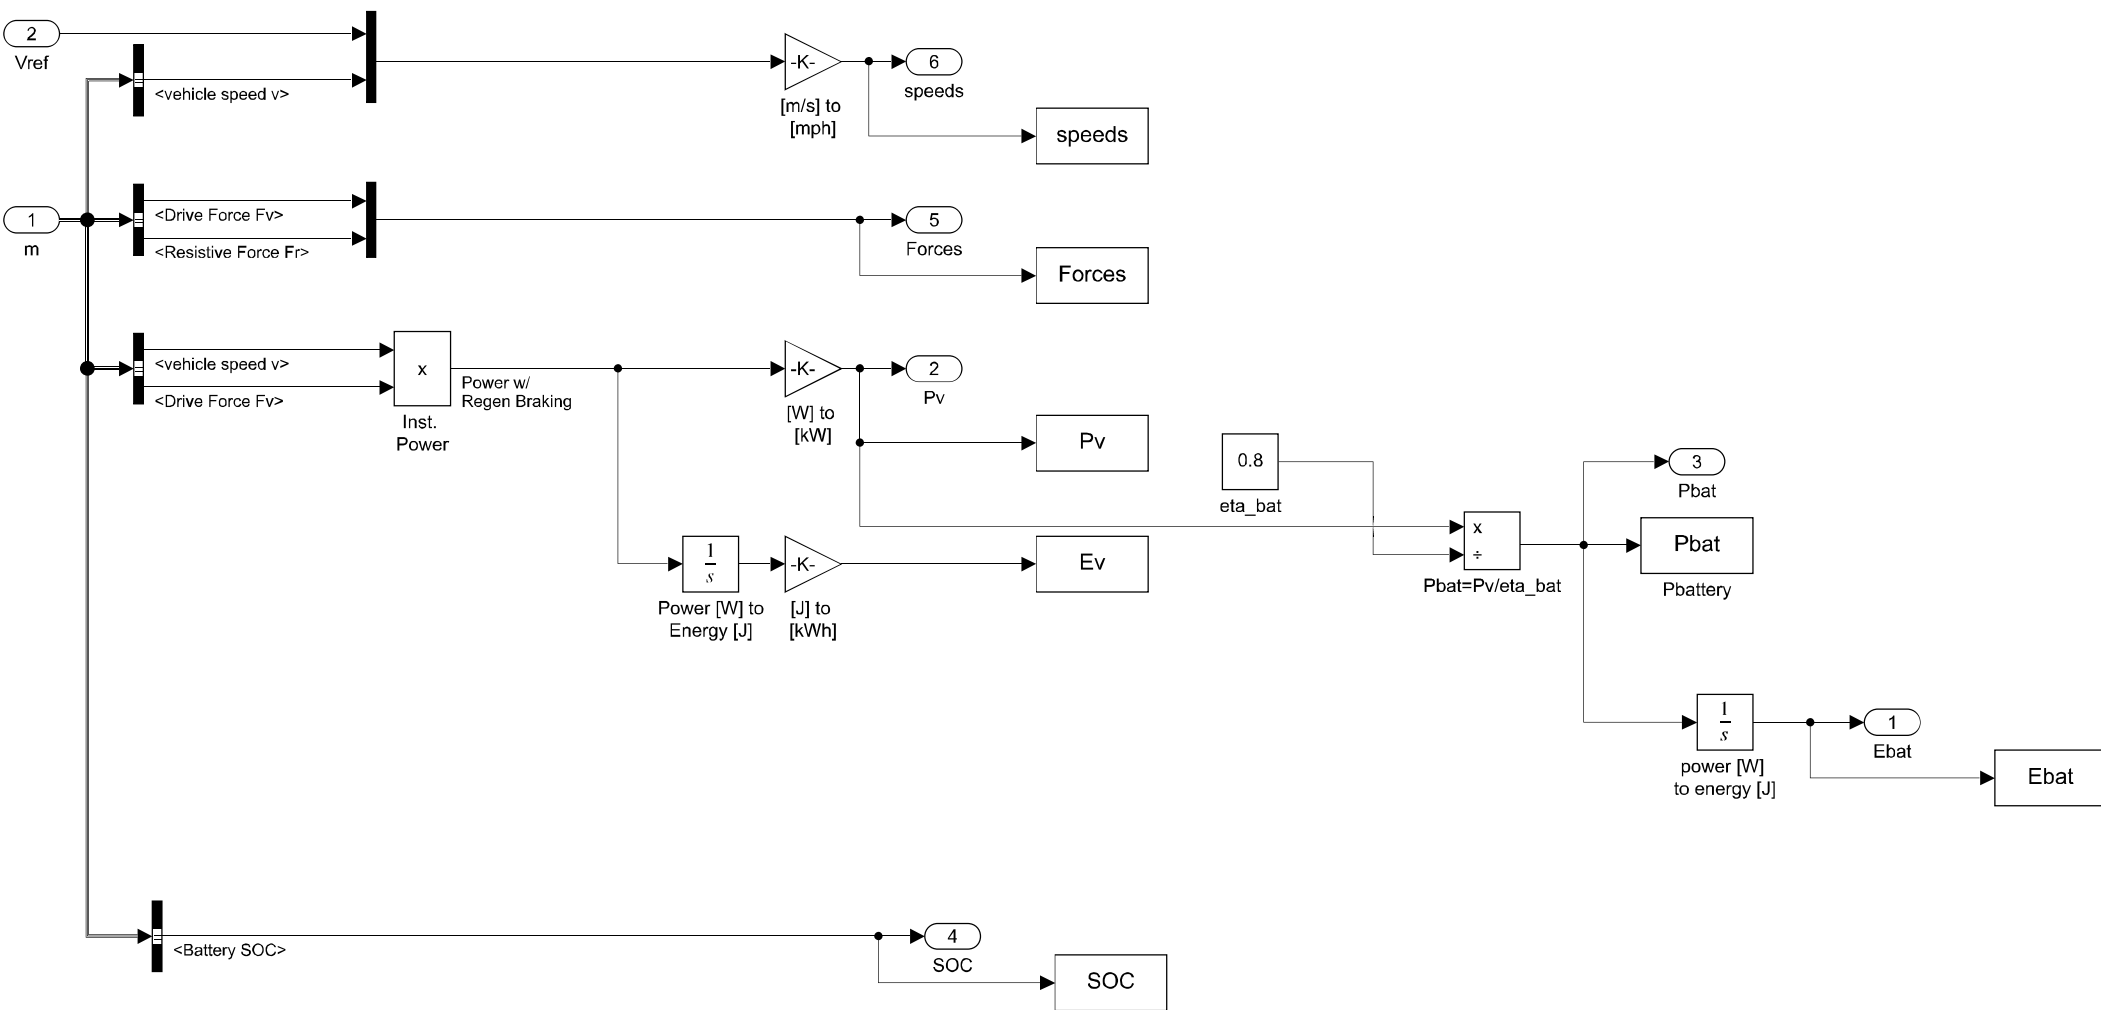 2
Vref
<vehicle speed v>
-K-
[m/s] to
[mph]
6
speeds
speeds
1
m
<Drive Force Fv>
<Resistive Force Fr>
5
Forces
Forces
<vehicle speed v>
<Drive Force Fv>
x
Inst.
Power
Power w/
Regen Braking
-K-
[W] to
[kW]
2
Pv
Pv
1
s
Power [W] to
Energy [J]
-K-
[J] to
[kWh]
Ev
0.8
eta_bat
x
÷
Pbat=Pv/eta_bat
3
Pbat
Pbat
Pbattery
1
s
power [W]
to energy [J]
1
Ebat
Ebat
<Battery SOC>
4
SOC
SOC